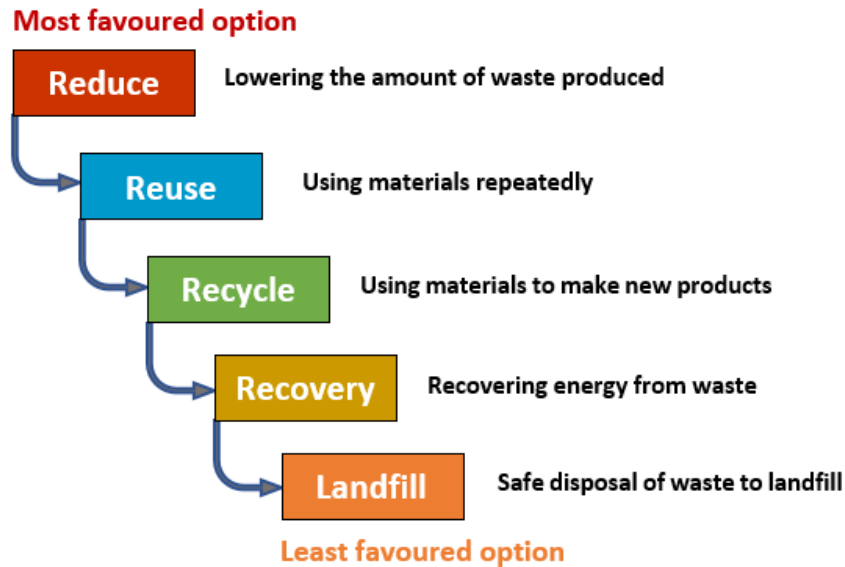 Most favoured option
Reduce
Lowering the amount of waste produced
Reuse
Using materials repeatedly
Recycle
Using materials to make new products
Recovery
Recovering energy from waste
Landfill
Safe disposal of waste to landfill
Least favoured option